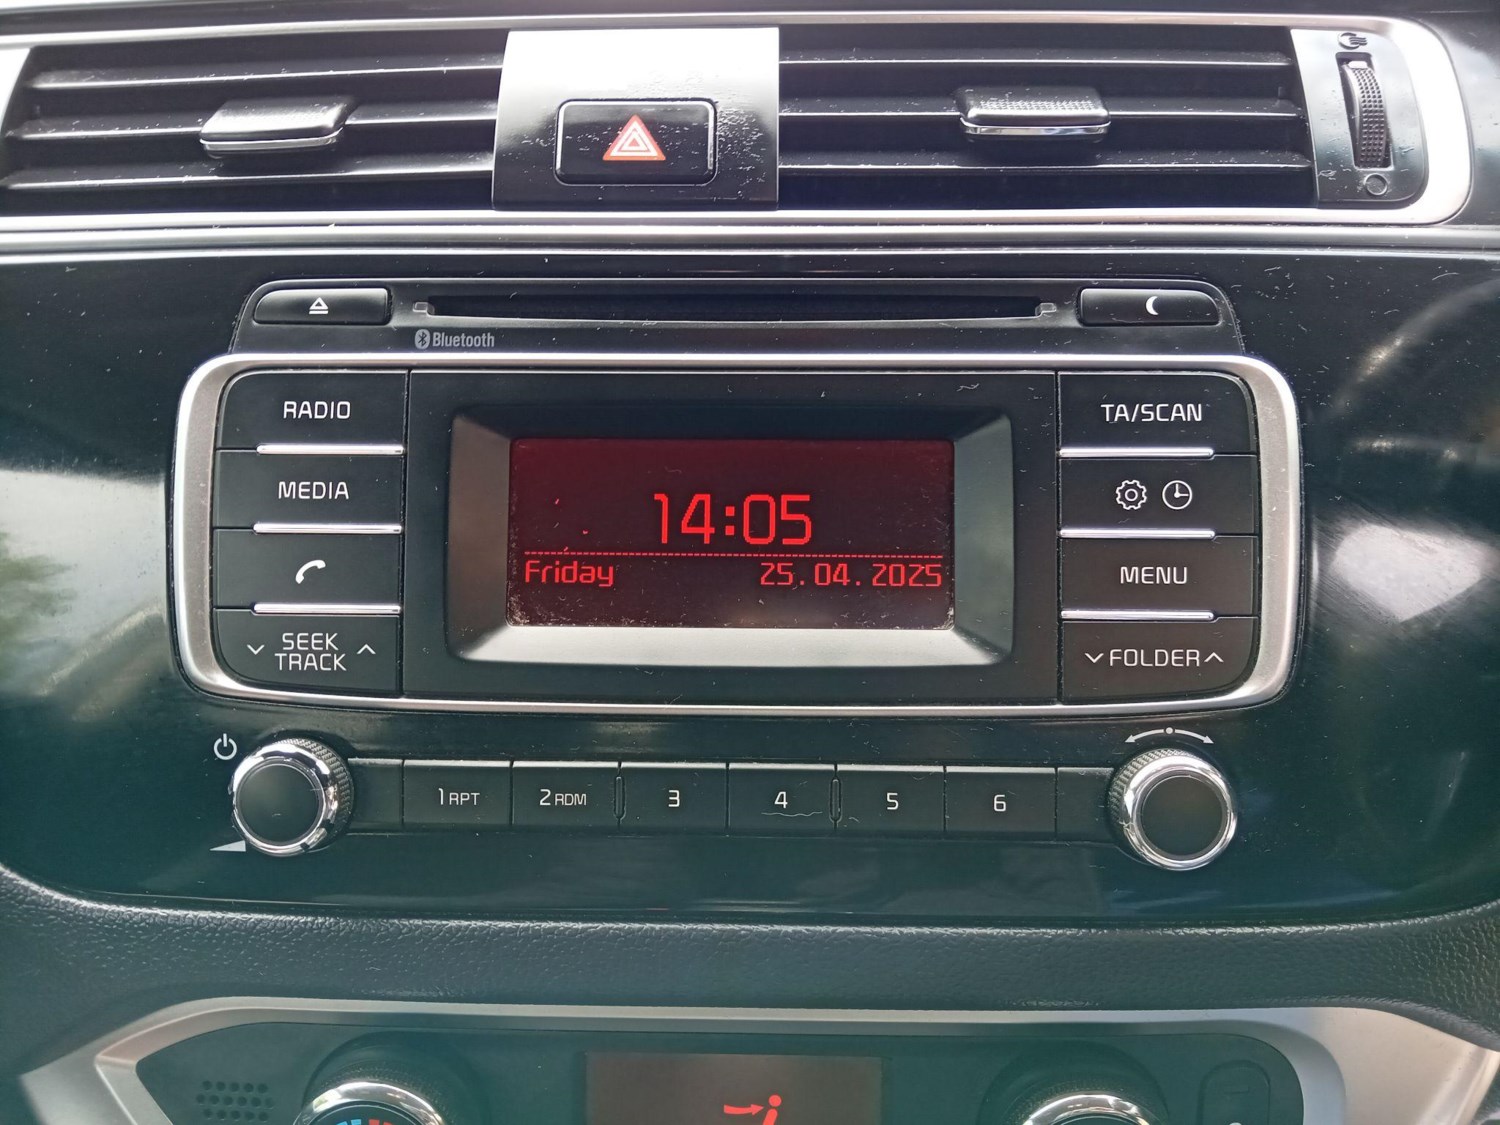 Bluetooth
RADIO
TA/SCAN
MEDIA
14:05
Friday 25.04.2025
MENU
SEEK
TRACK
FOLDER
1 RPT
2 RDM
3
4
5
6